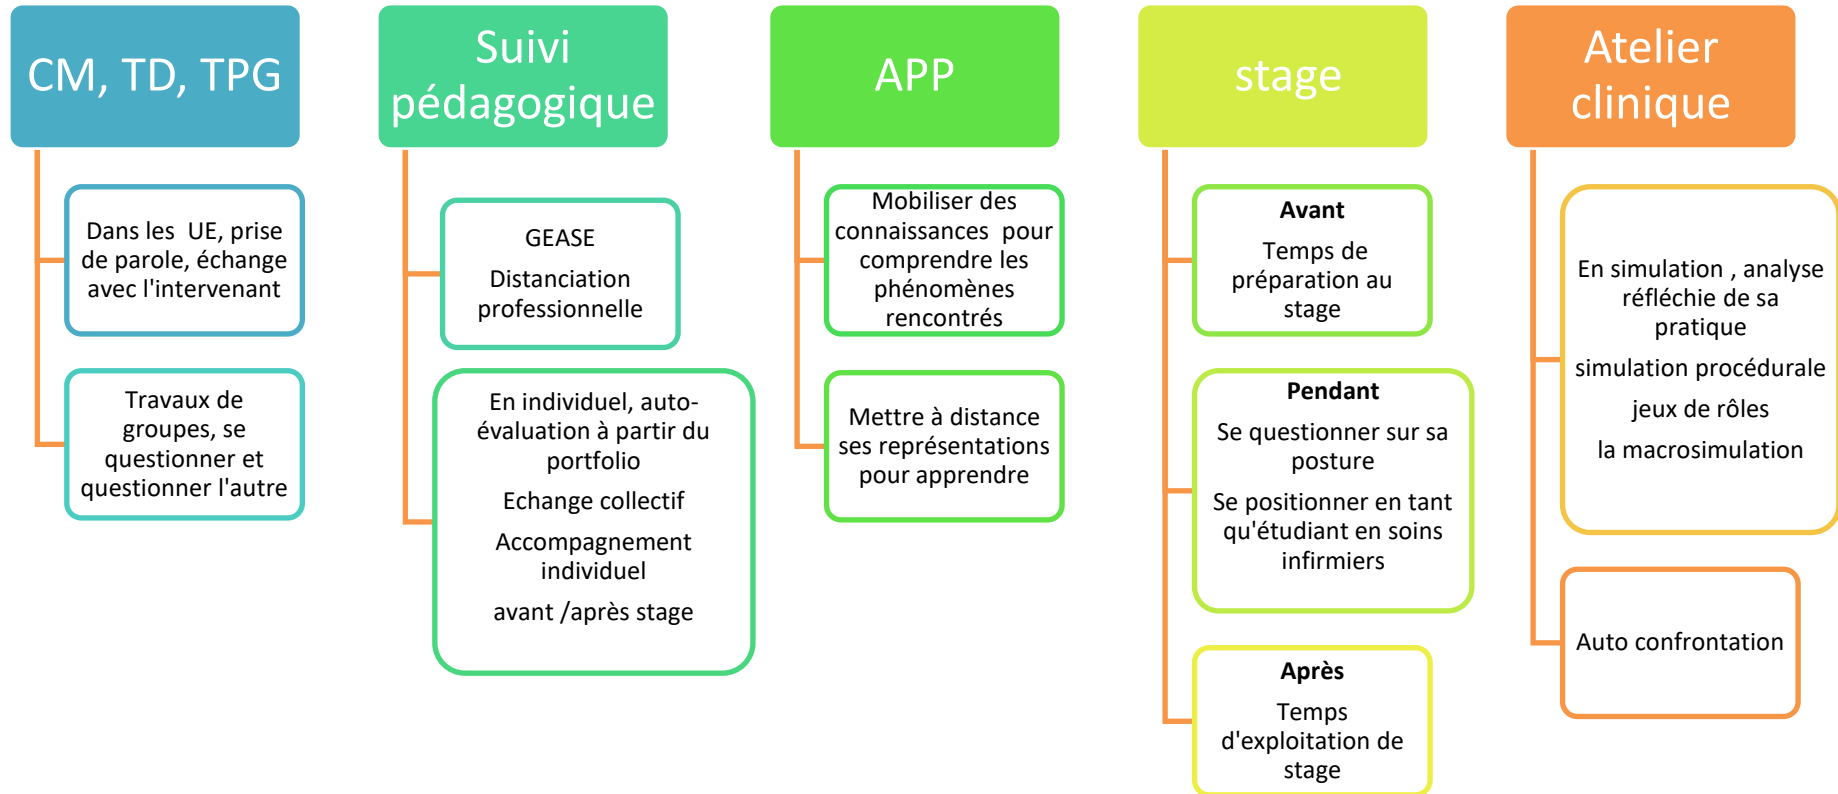 CM, TD, TPG
Dans les UE, prise
de parole, échange
avec l'intervenant
Travaux de
groupes, se
questionner et
questionner l'autre
Suivi
pédagogique
GEASE
Distanciation
professionnelle
En individuel, auto-
évaluation à partir du
portfolio
Echange collectif
Accompagnement
individuel
avant /après stage
APP
Mobiliser des
connaissances pour
comprendre les
phénomènes
rencontrés
Mettre à distance
ses représentations
pour apprendre
stage
Avant
Temps de
préparation au
stage
Pendant
Se questionner sur sa
posture
Se positionner en tant
qu'étudiant en soins
infirmiers
Après
Temps
d'exploitation de
stage
Atelier
clinique
En simulation , analyse
réfléchie de sa
pratique
simulation procédurale
jeux de rôles
la macrosimulation
Auto confrontation